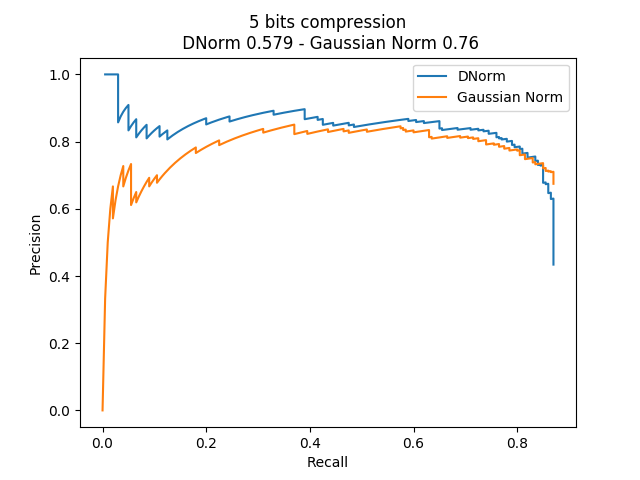 5 bits compression
DNorm 0.579 - Gaussian Norm 0.76
DNorm
Gaussian Norm
1.0
0.8
0.6
0.4
0.2
0.0
Precision
0.0 0.2 0.4 0.6 0.8
Recall